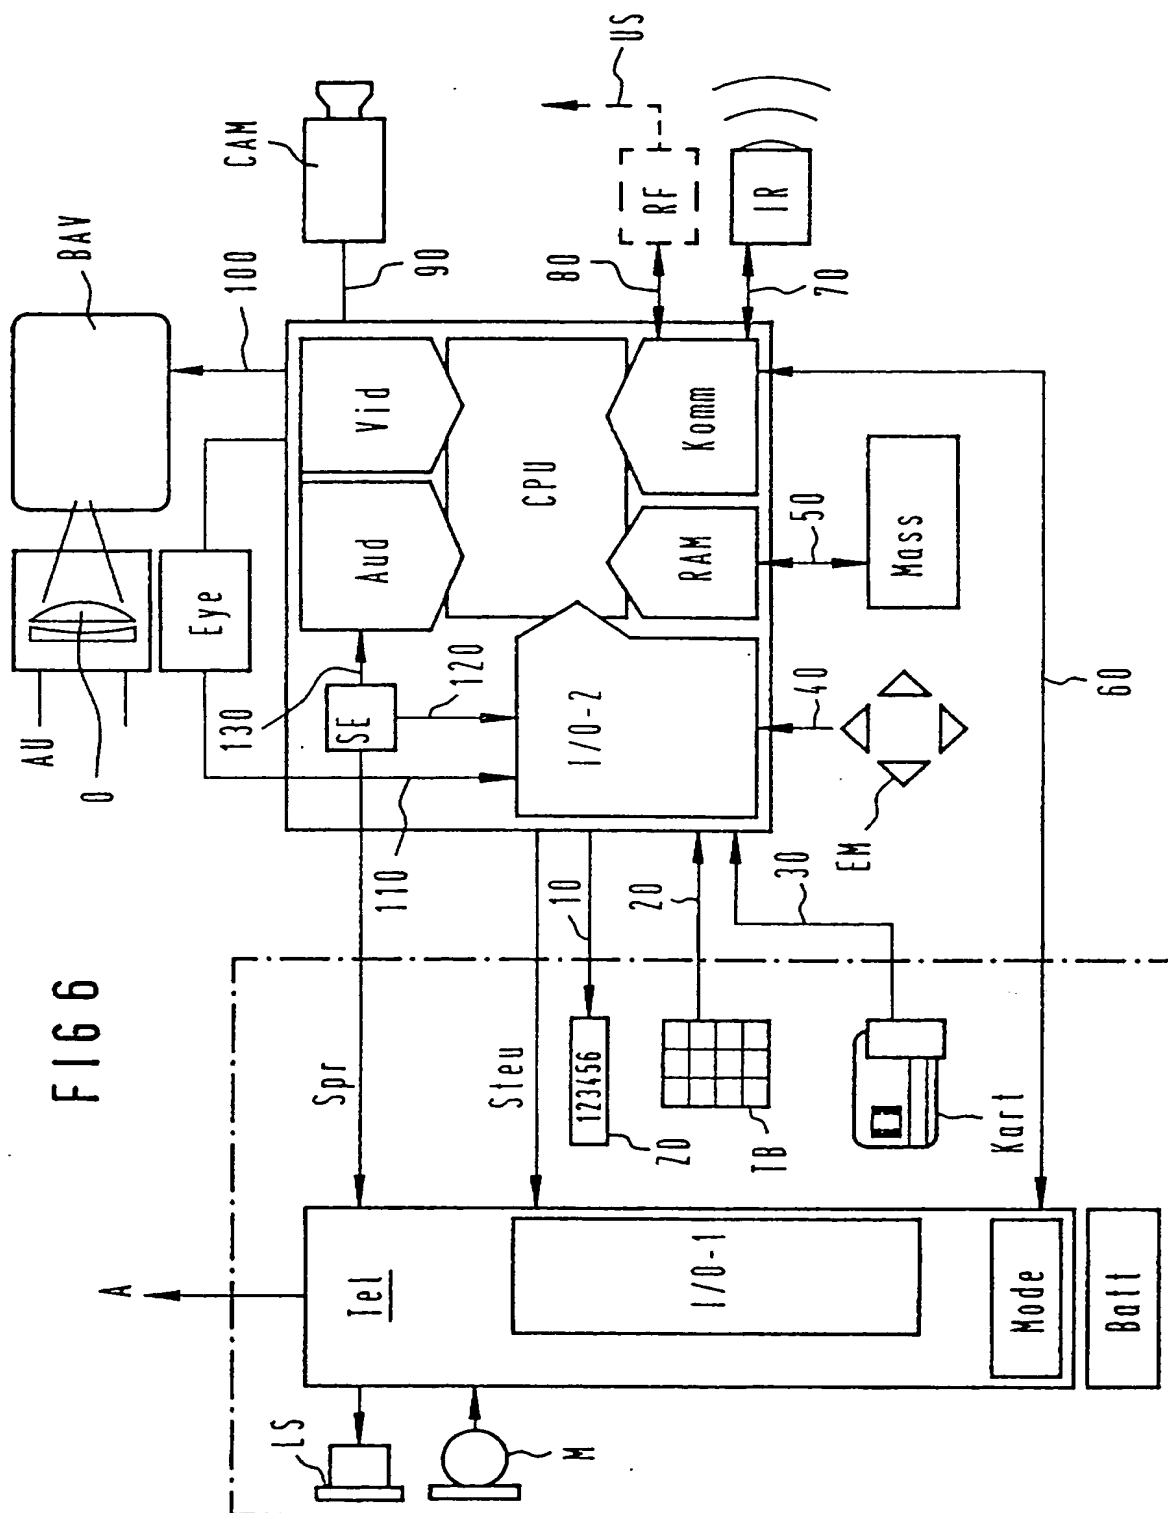 FIG 6
A
LS
M
Tel
I/O-1
Mode
Batt
Spr
Steu
123456
20
TB
Kart
10
20
30
AU
O
Eye
BAV
100
110
130
SE
120
I/O-2
Aud
Vid
CPU
RAM
Komm
CAM
90
80
70
RF
IR
US
40
EM
50
Mass
60